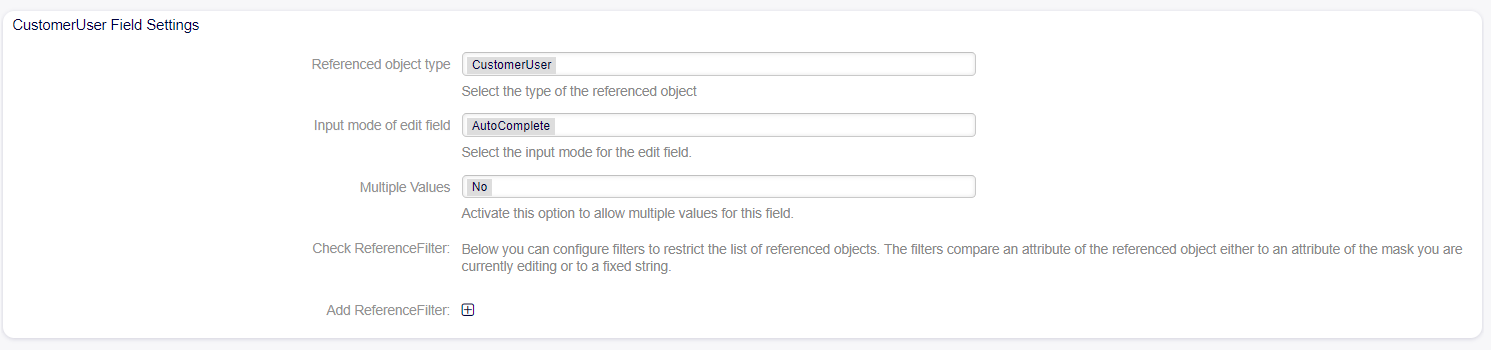 CustomerUser Field Settings
Referenced object type
CustomerUser
Select the type of the referenced object
Input mode of edit field
AutoComplete
Select the input mode for the edit field.
Multiple Values
No
Activate this option to allow multiple values for this field.
Check ReferenceFilter:
Below you can configure filters to restrict the list of referenced objects. The filters compare an attribute of the referenced object either to an attribute of the mask you are
currently editing or to a fixed string.
Add ReferenceFilter: